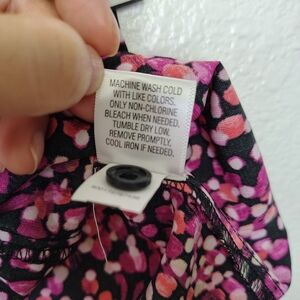 MACHINE WASH COLD
WITH LIKE COLORS.
ONLY NON-CHLORINE
BLEACH WHEN NEEDED.
TUMBLE DRY LOW.
REMOVE PROMPTLY.
COOL IRON IF NEEDED.